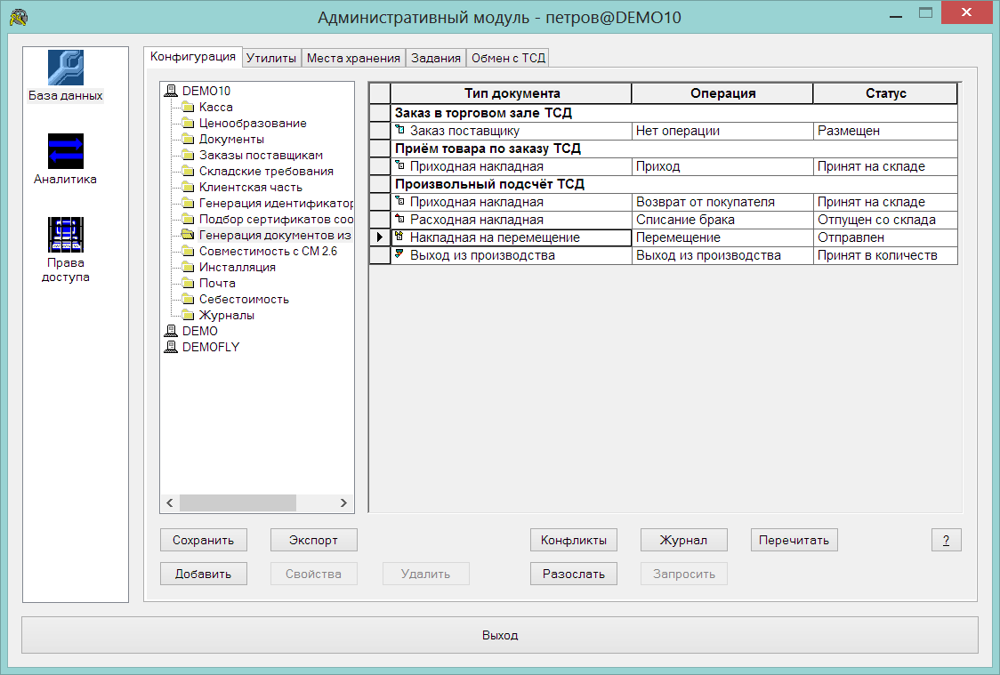 Административный модуль - петров@DEMO10
База данных
Аналитика
Права
доступа
Конфигурация Утилиты Места хранения Задания Обмен с ТСД
DEMO10
Касса
Ценообразование
Документы
Заказы поставщикам
Складские требования
Клиентская часть
Генерация идентификатор
Подбор сертификатов соо
Генерация документов из
Совместимость с СМ 2.6
Инсталляция
Почта
Себестоимость
Журналы
DEMO
DEMOFLY
Тип документа Операция Статус
Заказ в торговом зале ТСД
Заказ поставщику Нет операции Размещен
Приём товара по заказу ТСД
Приходная накладная Приход Принят на складе
Произвольный подсчёт ТСД
Приходная накладная Возврат от покупателя Принят на складе
Расходная накладная Списание брака Отпущен со склада
Накладная на перемещение Перемещение Отправлен
Выход из производства Выход из производства Принят в количеств
Сохранить Экспорт Конфликты Журнал Перечитать ?
Добавить Свойства Удалить Разослать Запросить
Выход